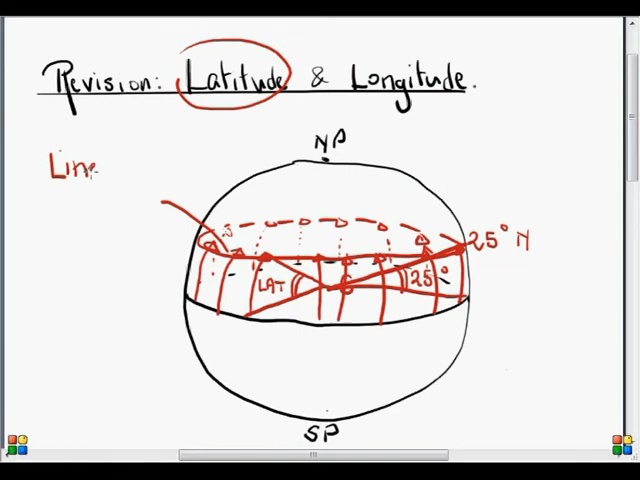 Revision: Latitude & Longitude.
NP
Line
25° N
LAT
C
25°
SP